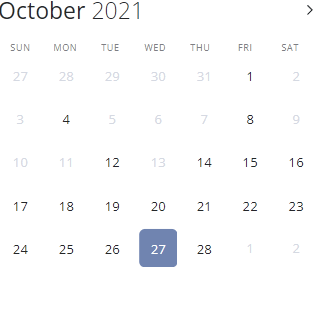 October 2021
SUN MON TUE WED THU FRI SAT
27 28 29 30 31 1 2
3 4 5 6 7 8 9
10 11 12 13 14 15 16
17 18 19 20 21 22 23
24 25 26 27 28 1 2